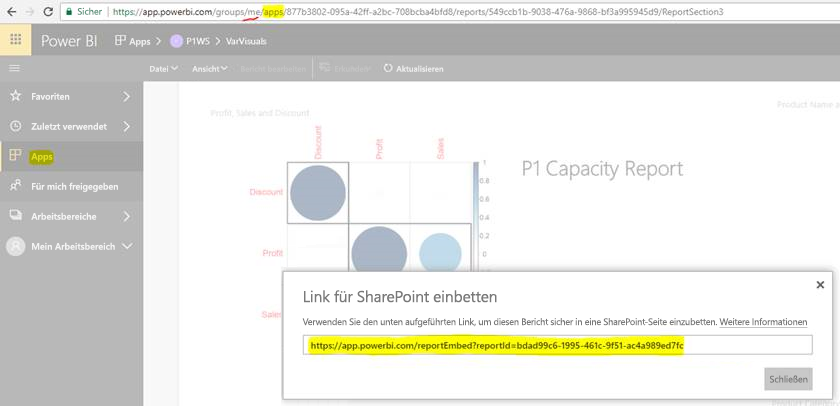 Sicher https://app.powerbi.com/groups/me/apps/877b3802-095a-42ff-a2bc-708bcba4bfd8/reports/549ccb1b-9038-476a-9868-bf3a995945d9/ReportSection3
Power BI Apps > P1WS > VarVisuals
Datei Ansicht Bericht bearbeiten Erkunden Aktualisieren
Favoriten
Zuletzt verwendet
Apps
Für mich freigegeben
Arbeitsbereiche
Mein Arbeitsbereich
Product Name a
Profit, Sales and Discount
Discount
Profit
Sales
P1 Capacity Report
Discount
Profit
Sales
1
0.8
0.6
0.4
0.2
0
Link für SharePoint einbetten
Verwenden Sie den unten aufgeführten Link, um diesen Bericht sicher in eine SharePoint-Seite einzubetten. Weitere Informationen
https://app.powerbi.com/reportEmbed?reportId=bdad99c6-1995-461c-9f51-ac4a989ed7fc
Schließen
Product Categor